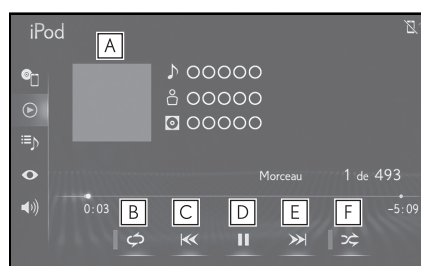 iPod
A
OOOOO
OOOOO
OOOOO
Morceau 1 de 493
0:03 -5:09
B C D E F